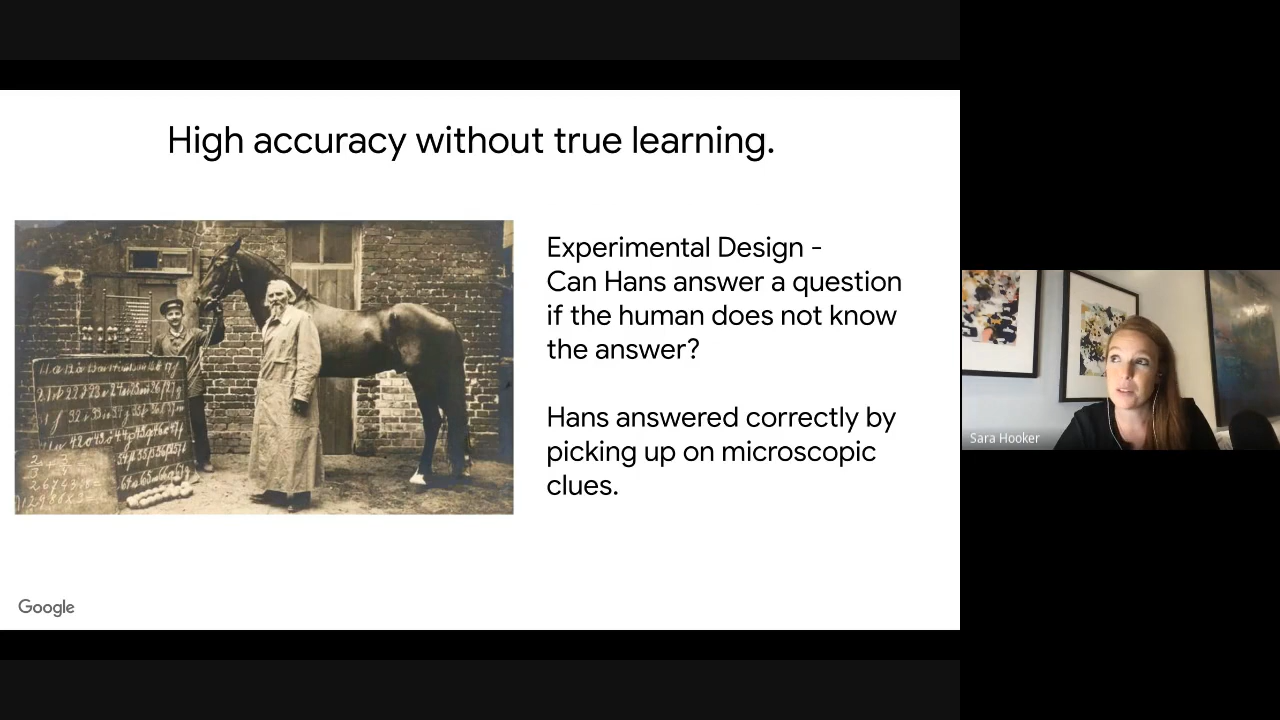 High accuracy without true learning.
Experimental Design -
Can Hans answer a question
if the human does not know
the answer?
Hans answered correctly by
picking up on microscopic
clues.
Google
Sara Hooker